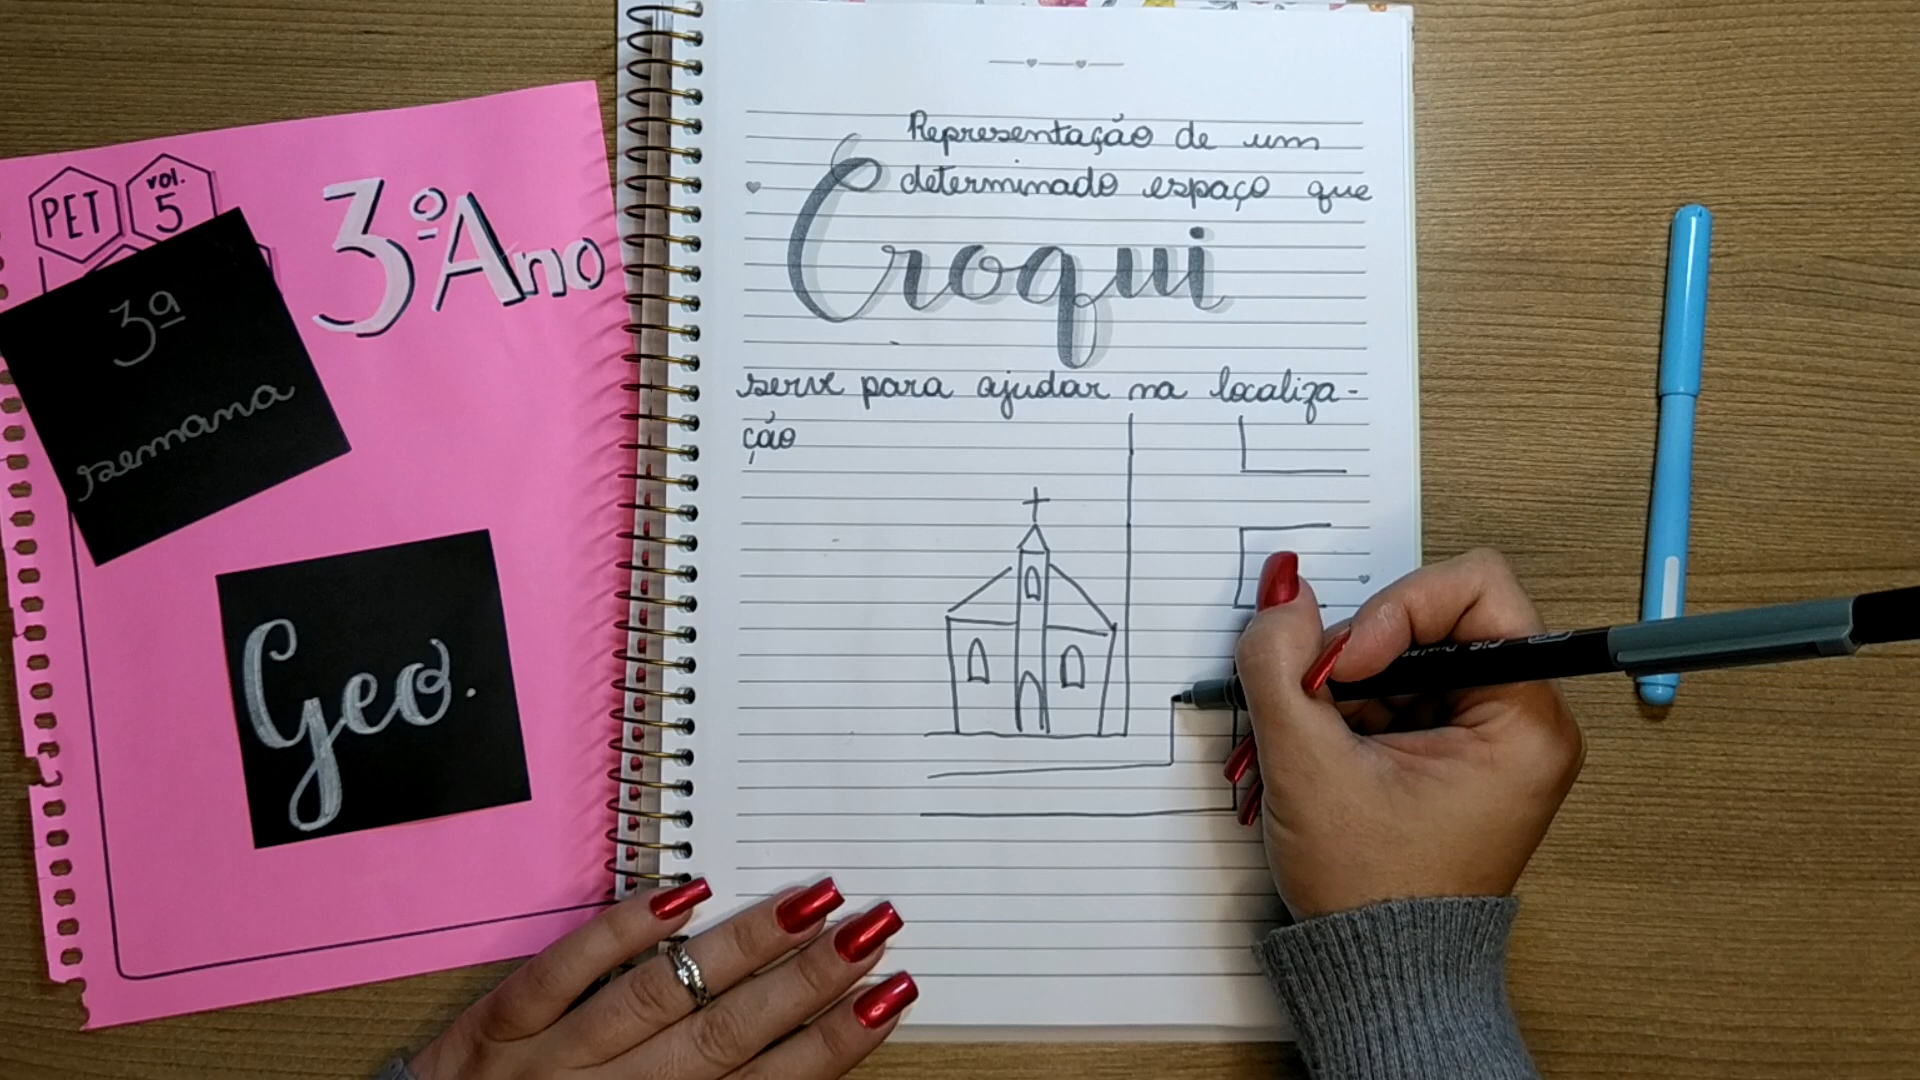 PET
vol.
5
3º Ano
3ª
semana
Geo.
Representação de um
determinado espaço que
Croqui
serve para ajudar na localiza-
ção